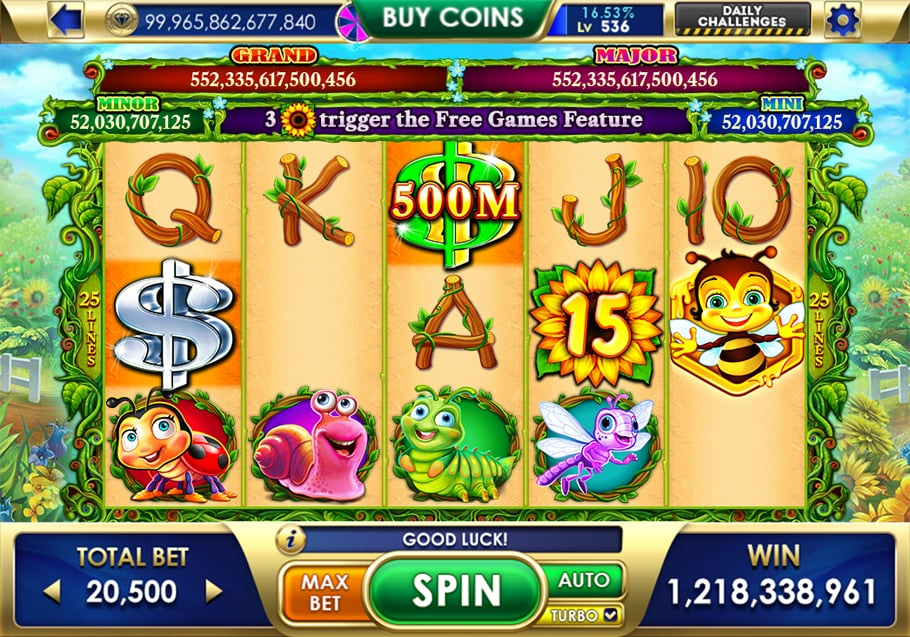 99,965,862,677,840
BUY COINS
16.53%
Lv 536
DAILY
CHALLENGES
GRAND
552,335,617,500,456
MAJOR
552,335,617,500,456
MINOR
52,030,707,125
3 trigger the Free Games Feature
MINI
52,030,707,125
Q
K
500M
J
10
25 LINES
$
A
15
25 LINES
TOTAL BET
20,500
i
GOOD LUCK!
MAX
BET
SPIN
AUTO
TURBO
WIN
1,218,338,961